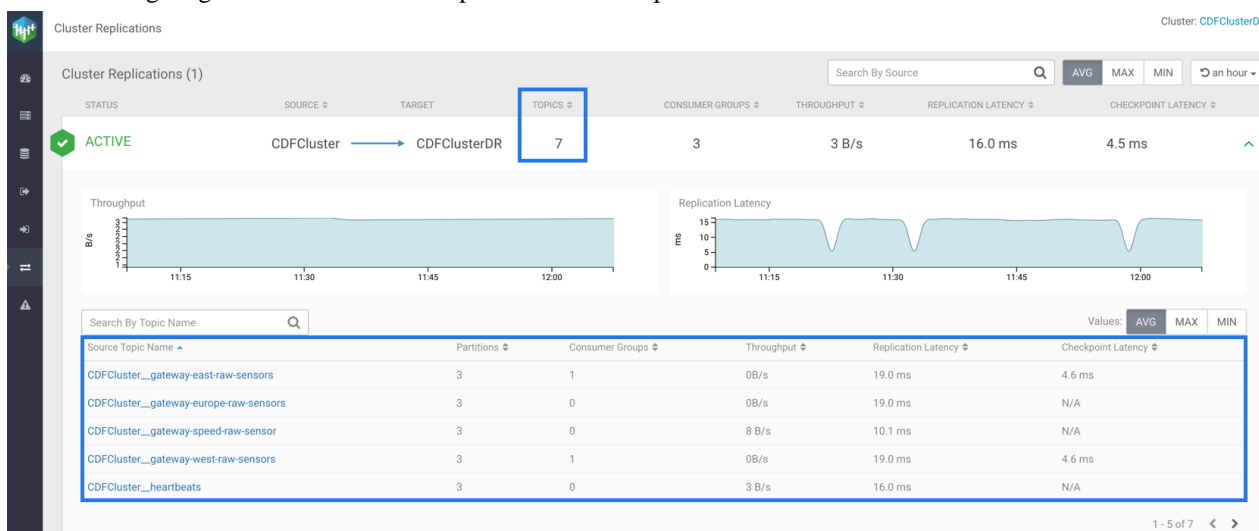 Cluster Replications
Cluster: CDFClusterD
Cluster Replications (1)
Search By Source
AVG MAX MIN
an hour
STATUS SOURCE TARGET TOPICS CONSUMER GROUPS THROUGHPUT REPLICATION LATENCY CHECKPOINT LATENCY
ACTIVE CDFCluster CDFClusterDR 7 3 3 B/s 16.0 ms 4.5 ms
Throughput
B/s
11:15 11:30 11:45 12:00
Replication Latency
15
10
5
0
ms
11:15 11:30 11:45 12:00
Search By Topic Name
Values: AVG MAX MIN
Source Topic Name Partitions Consumer Groups Throughput Replication Latency Checkpoint Latency
CDFCluster__gateway-east-raw-sensors 3 1 0B/s 19.0 ms 4.6 ms
CDFCluster__gateway-europe-raw-sensors 3 0 0B/s 19.0 ms N/A
CDFCluster__gateway-speed-raw-sensor 3 0 8 B/s 10.1 ms N/A
CDFCluster__gateway-west-raw-sensors 3 1 0B/s 19.0 ms 4.6 ms
CDFCluster__heartbeats 3 0 3 B/s 16.0 ms N/A
1 - 5 of 7